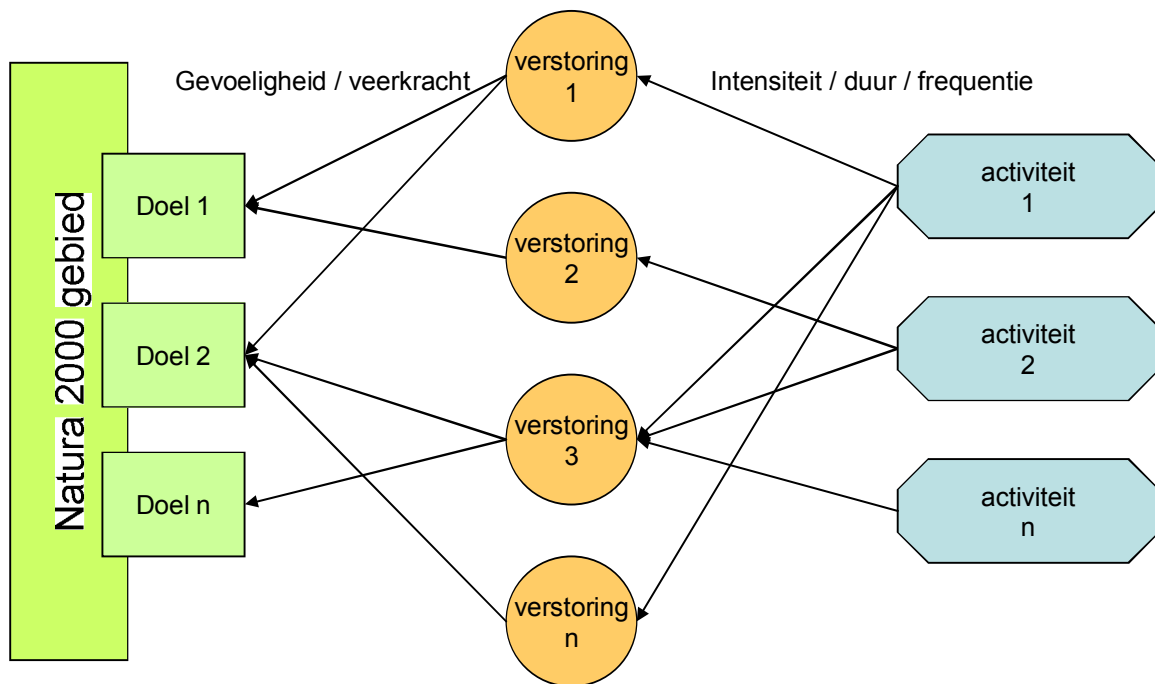 Natura 2000 gebied
Gevoeligheid / veerkracht
Intensiteit / duur / frequentie
Doel 1
Doel 2
Doel n
verstoring
1
verstoring
2
verstoring
3
verstoring
n
activiteit
1
activiteit
2
activiteit
n